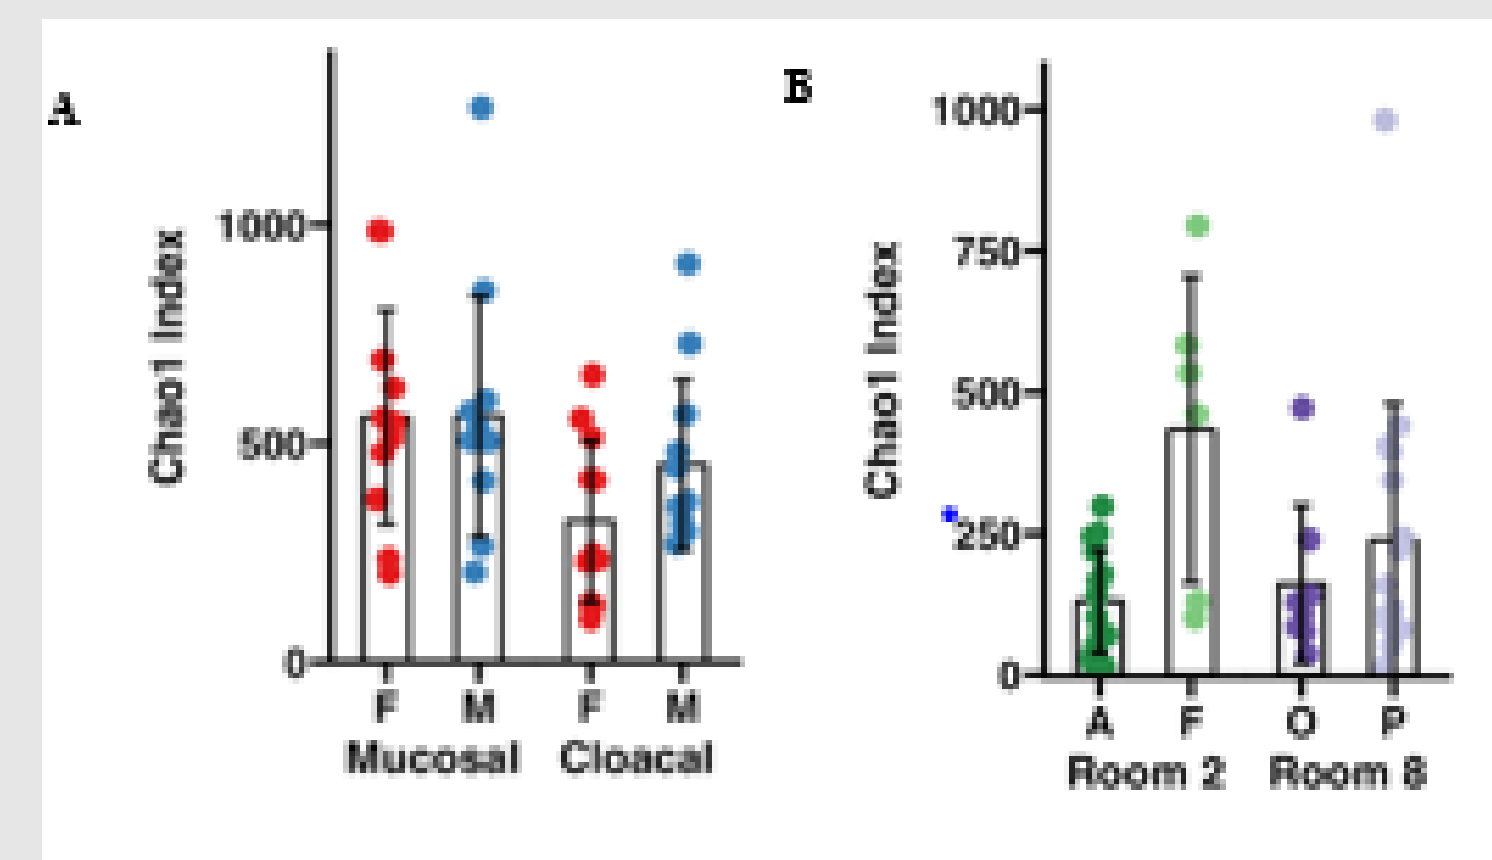 A
Chao1 Index
1000
500
0
F M F M
Mucosal Cloacal
B
Chao1 Index
1000
750
500
250
0
A F O P
Room 2 Room 8